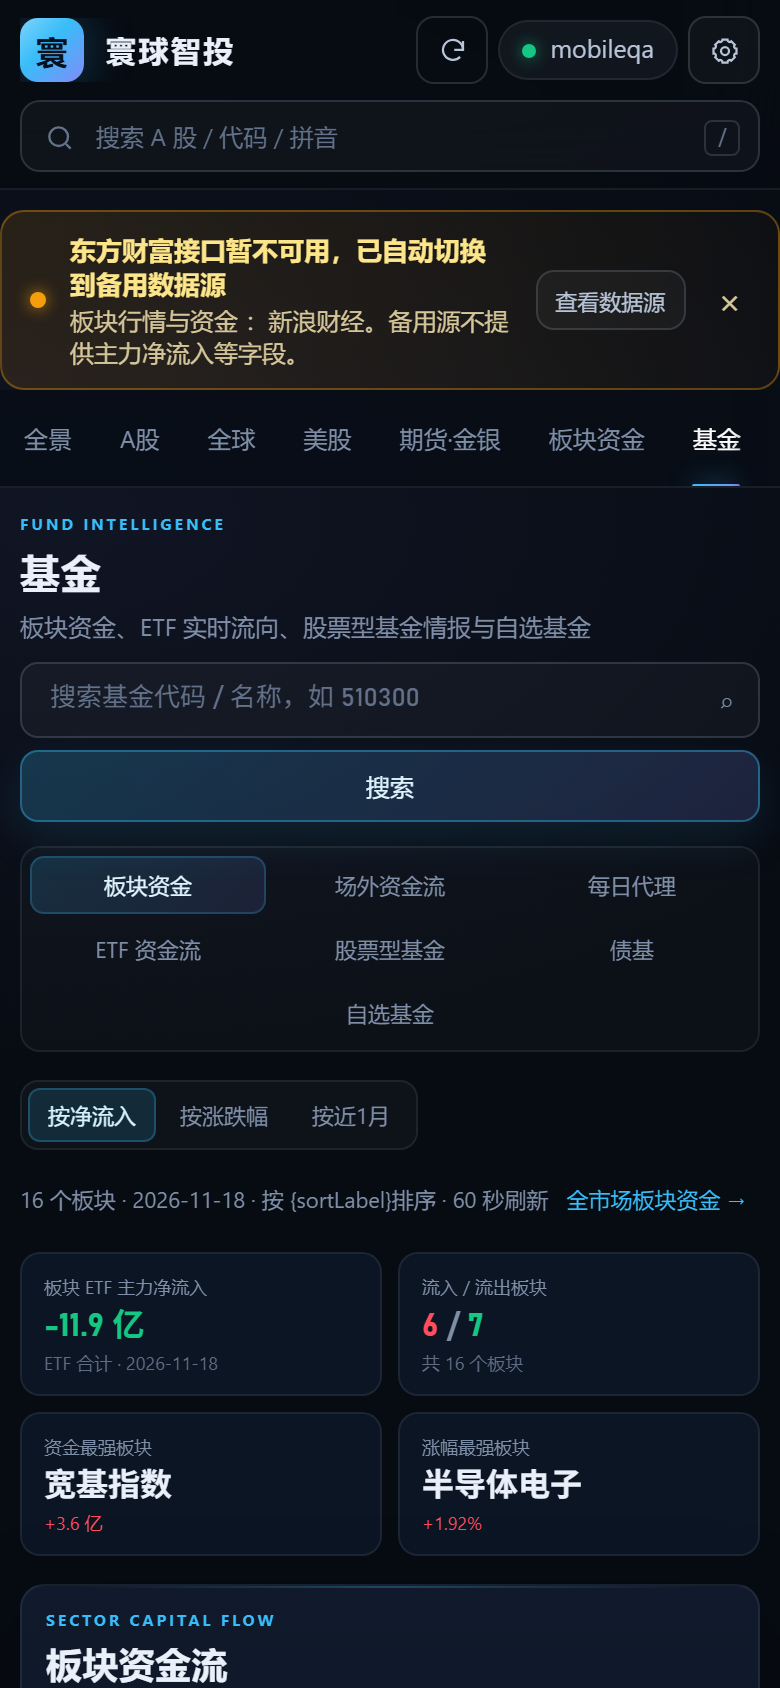 寰 寰球智投 mobileqa
搜索 A 股 / 代码 / 拼音 /
东方财富接口暂不可用，已自动切换
到备用数据源
板块行情与资金 ：新浪财经。备用源不提
供主力净流入等字段。
查看数据源 ✕
全景 A股 全球 美股 期货·金银 板块资金 基金
FUND INTELLIGENCE
基金
板块资金、ETF 实时流向、股票型基金情报与自选基金
搜索基金代码 / 名称，如 510300
搜索
板块资金 场外资金流 每日代理
ETF 资金流 股票型基金 债基
自选基金
按净流入 按涨跌幅 按近1月
16 个板块 · 2026-11-18 · 按 {sortLabel}排序 · 60 秒刷新 全市场板块资金 →
板块 ETF 主力净流入
-11.9 亿
ETF 合计 · 2026-11-18
流入 / 流出板块
6 / 7
共 16 个板块
资金最强板块
宽基指数
+3.6 亿
涨幅最强板块
半导体电子
+1.92%
SECTOR CAPITAL FLOW
板块资金流